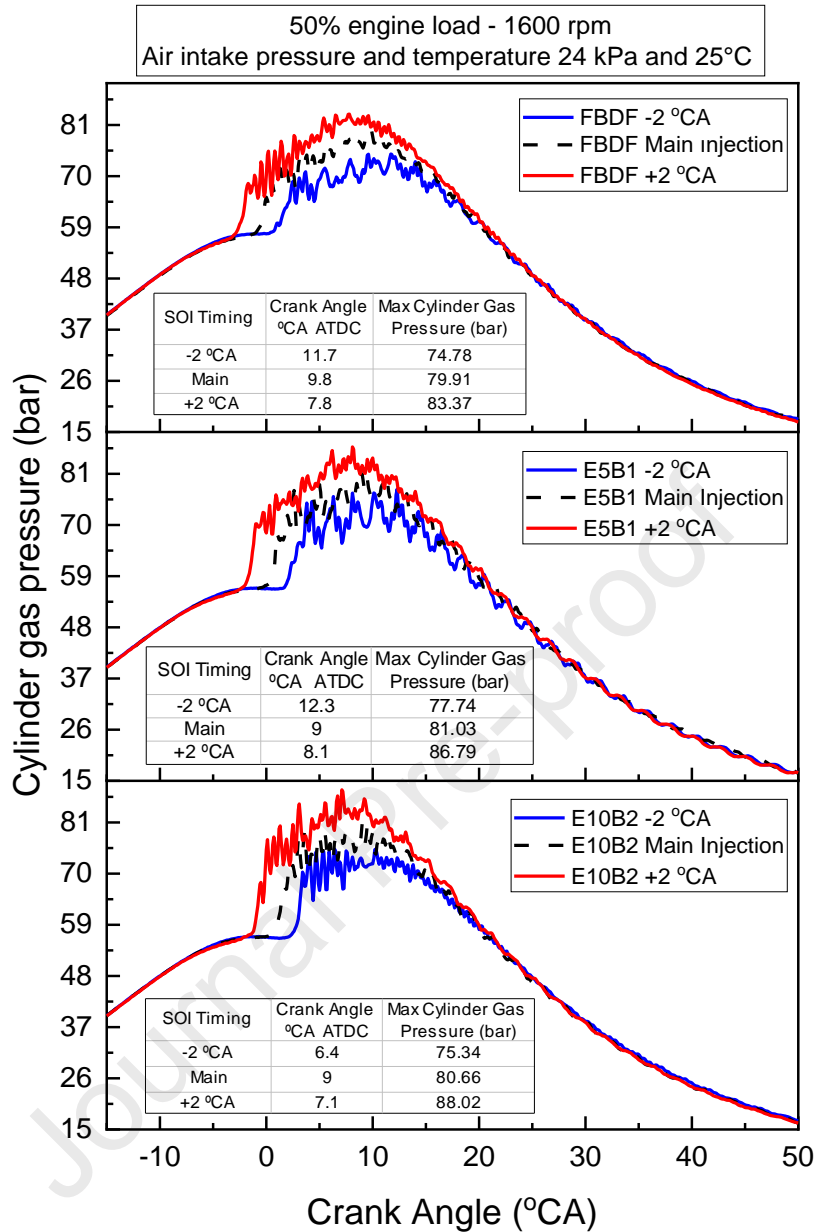 50% engine load - 1600 rpm
Air intake pressure and temperature 24 kPa and 25°C
Cylinder gas pressure (bar)
81
70
59
48
37
26
15
FBDF -2 ºCA
FBDF Main ınjection
FBDF +2 ºCA
SOI Timing Crank Angle ºCA ATDC Max Cylinder Gas Pressure (bar)
-2 ºCA 11.7 74.78
Main 9.8 79.91
+2 ºCA 7.8 83.37
81
70
59
48
37
26
15
E5B1 -2 ºCA
E5B1 Main Injection
E5B1 +2 ºCA
SOI Timing Crank Angle ºCA ATDC Max Cylinder Gas Pressure (bar)
-2 ºCA 12.3 77.74
Main 9 81.03
+2 ºCA 8.1 86.79
81
70
59
48
37
26
15
E10B2 -2 ºCA
E10B2 Main Injection
E10B2 +2 ºCA
SOI Timing Crank Angle ºCA ATDC Max Cylinder Gas Pressure (bar)
-2 ºCA 6.4 75.34
Main 9 80.66
+2 ºCA 7.1 88.02
-10 0 10 20 30 40 50
Crank Angle (ºCA)
Journal Pre-proof